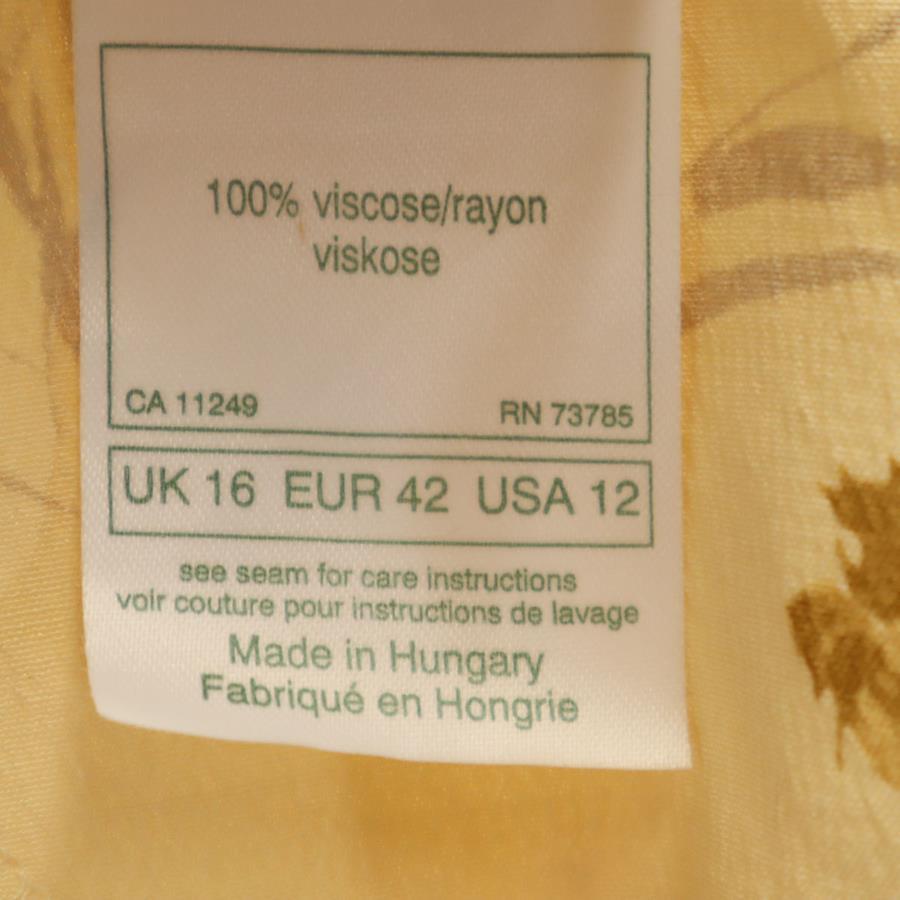 100% viscose/rayon
viskose
CA 11249 RN 73785
UK 16 EUR 42 USA 12
see seam for care instructions
voir couture pour instructions de lavage
Made in Hungary
Fabriqué en Hongrie